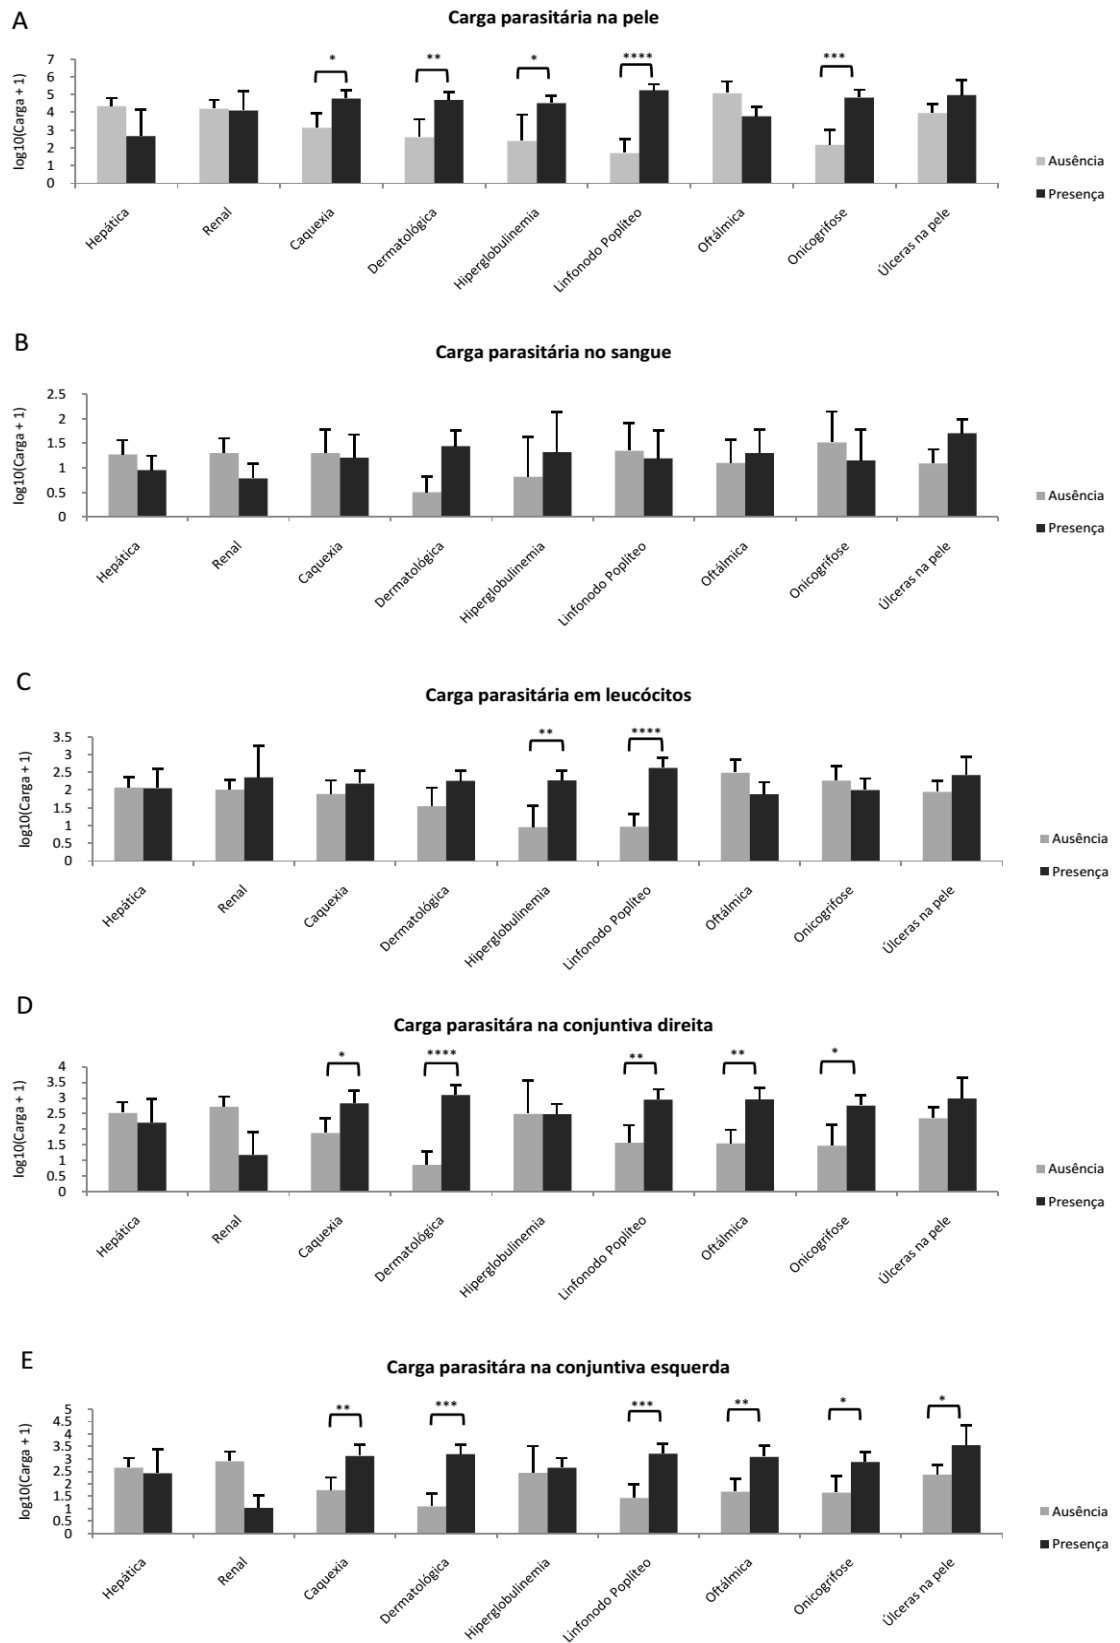 A
Carga parasitária na pele
log10(Carga + 1)
7
6
5
4
3
2
1
0
*
**
*
****
***
Hepática
Renal
Caquexia
Dermatológica
Hiperglobulinemia
Linfonodo Poplíteo
Oftálmica
Onicogrifose
Úlceras na pele
Ausência
Presença
B
Carga parasitária no sangue
log10(Carga + 1)
2.5
2
1.5
1
0.5
0
Hepática
Renal
Caquexia
Dermatológica
Hiperglobulinemia
Linfonodo Poplíteo
Oftálmica
Onicogrifose
Úlceras na pele
Ausência
Presença
C
Carga parasitária em leucócitos
log10(Carga + 1)
3.5
3
2.5
2
1.5
1
0.5
0
**
****
Hepática
Renal
Caquexia
Dermatológica
Hiperglobulinemia
Linfonodo Poplíteo
Oftálmica
Onicogrifose
Úlceras na pele
Ausência
Presença
D
Carga parasitára na conjuntiva direita
log10(Carga + 1)
4
3.5
3
2.5
2
1.5
1
0.5
0
*
****
**
**
*
Hepática
Renal
Caquexia
Dermatológica
Hiperglobulinemia
Linfonodo Poplíteo
Oftálmica
Onicogrifose
Úlceras na pele
Ausência
Presença
E
Carga parasitára na conjuntiva esquerda
log10(Carga + 1)
5
4.5
4
3.5
3
2.5
2
1.5
1
0.5
0
**
***
***
**
*
*
Hepática
Renal
Caquexia
Dermatológica
Hiperglobulinemia
Linfonodo Poplíteo
Oftálmica
Onicogrifose
Úlceras na pele
Ausência
Presença